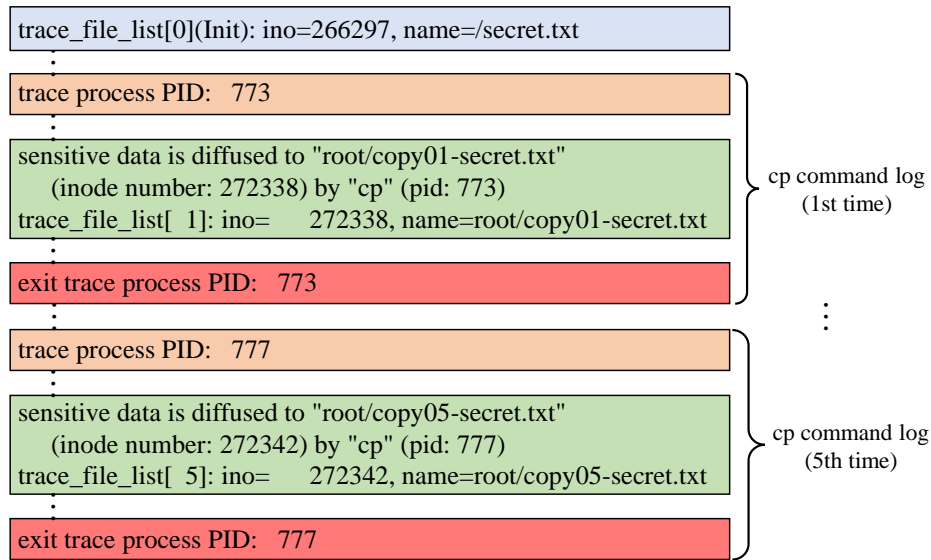 trace_file_list[0](Init): ino=266297, name=/secret.txt
trace process PID:   773
sensitive data is diffused to "root/copy01-secret.txt"
(inode number: 272338) by "cp" (pid: 773)
trace_file_list[  1]: ino=      272338, name=root/copy01-secret.txt
exit trace process PID:   773
cp command log
(1st time)
trace process PID:   777
sensitive data is diffused to "root/copy05-secret.txt"
(inode number: 272342) by "cp" (pid: 777)
trace_file_list[  5]: ino=      272342, name=root/copy05-secret.txt
exit trace process PID:   777
cp command log
(5th time)